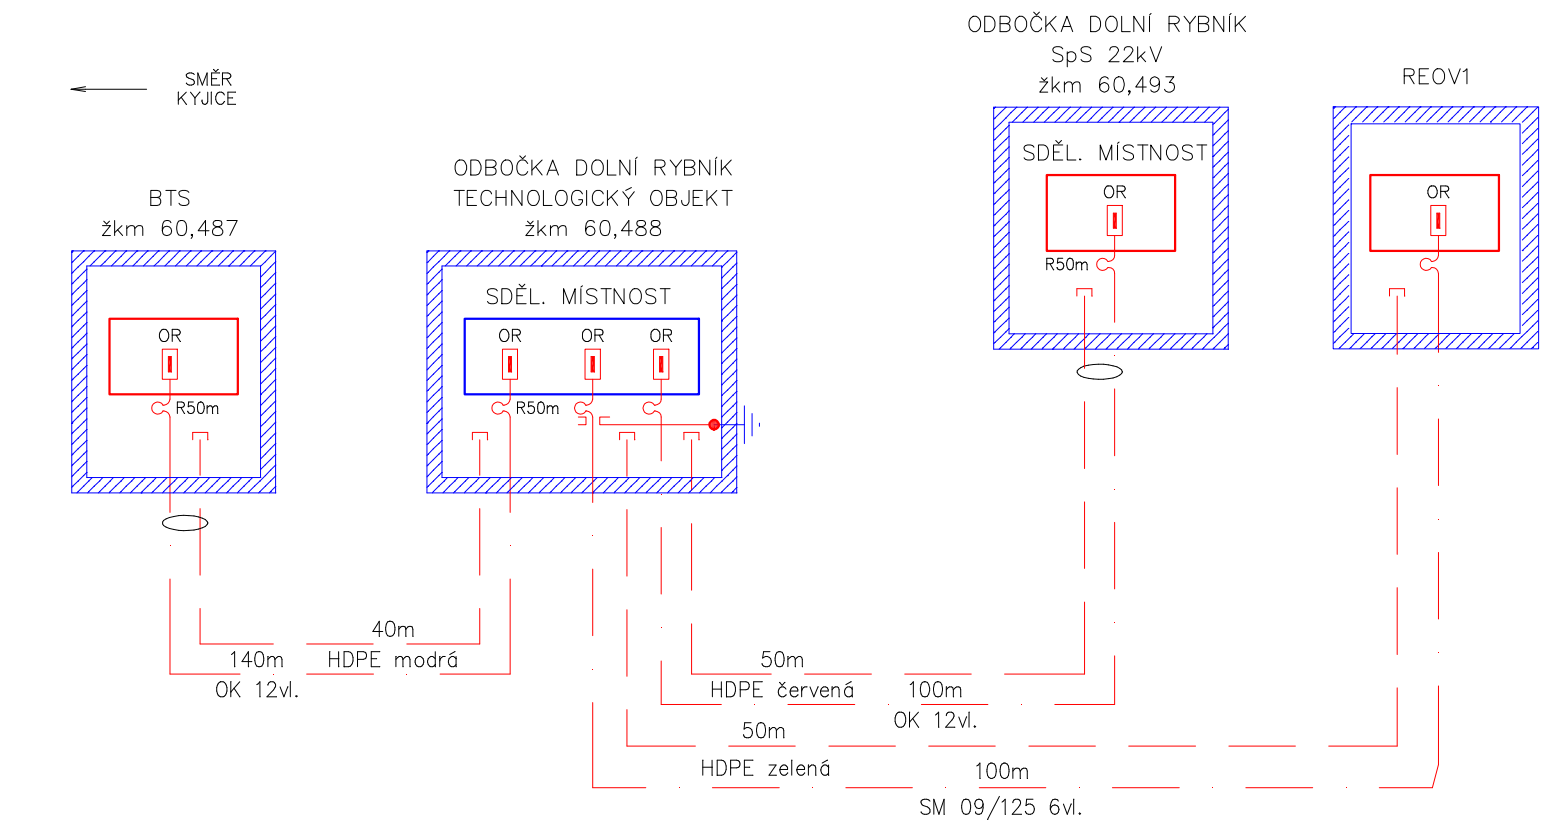 ODBOČKA DOLNÍ RYBNÍK
SpS 22kV
žkm 60,493
REOV1
SMĚR
KYJICE
SDĚL. MÍSTNOST
OR
R50m
OR
ODBOČKA DOLNÍ RYBNÍK
TECHNOLOGICKÝ OBJEKT
žkm 60,488
BTS
žkm 60,487
SDĚL. MÍSTNOST
OR
R50m
OR
OR
OR
R50m
40m
140m
HDPE modrá
OK 12vl.
50m
HDPE červená
100m
OK 12vl.
50m
HDPE zelená
100m
SM 09/125 6vl.